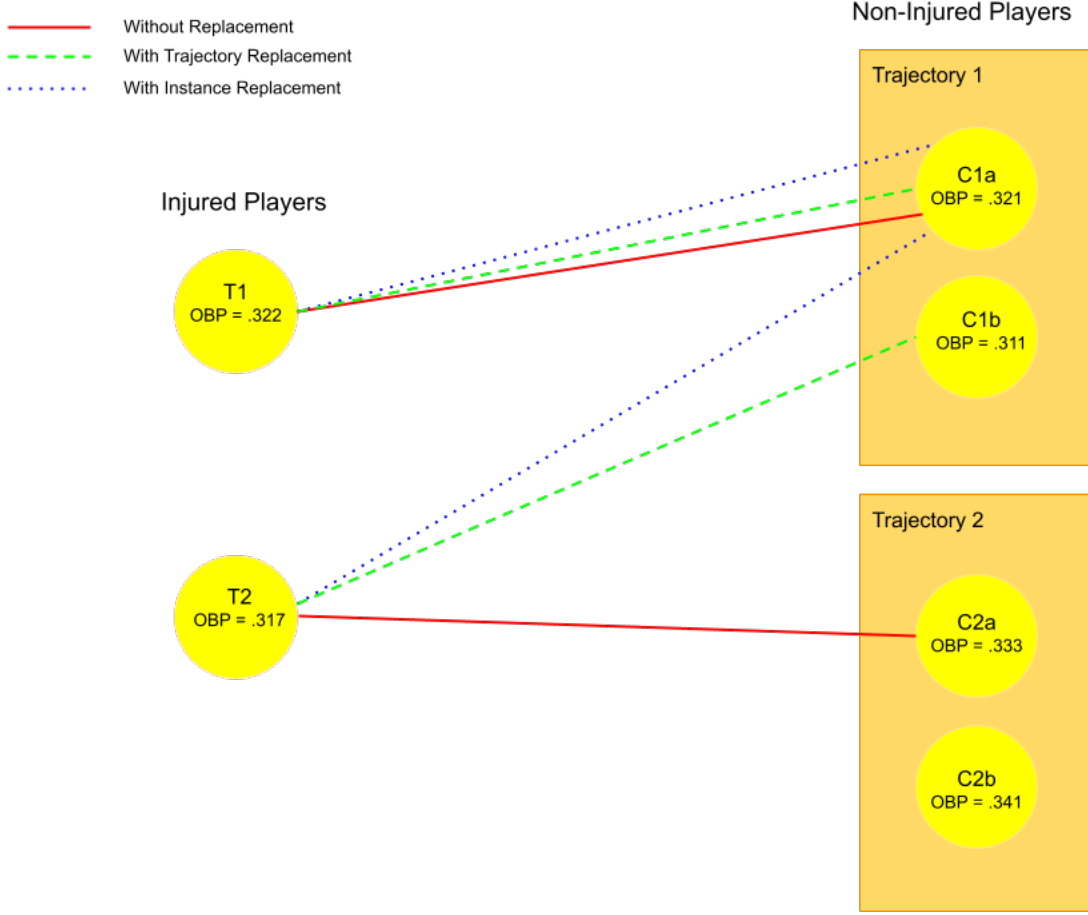 Without Replacement
With Trajectory Replacement
With Instance Replacement
Non-Injured Players
Injured Players
T1
OBP = .322
T2
OBP = .317
Trajectory 1
C1a
OBP = .321
C1b
OBP = .311
Trajectory 2
C2a
OBP = .333
C2b
OBP = .341